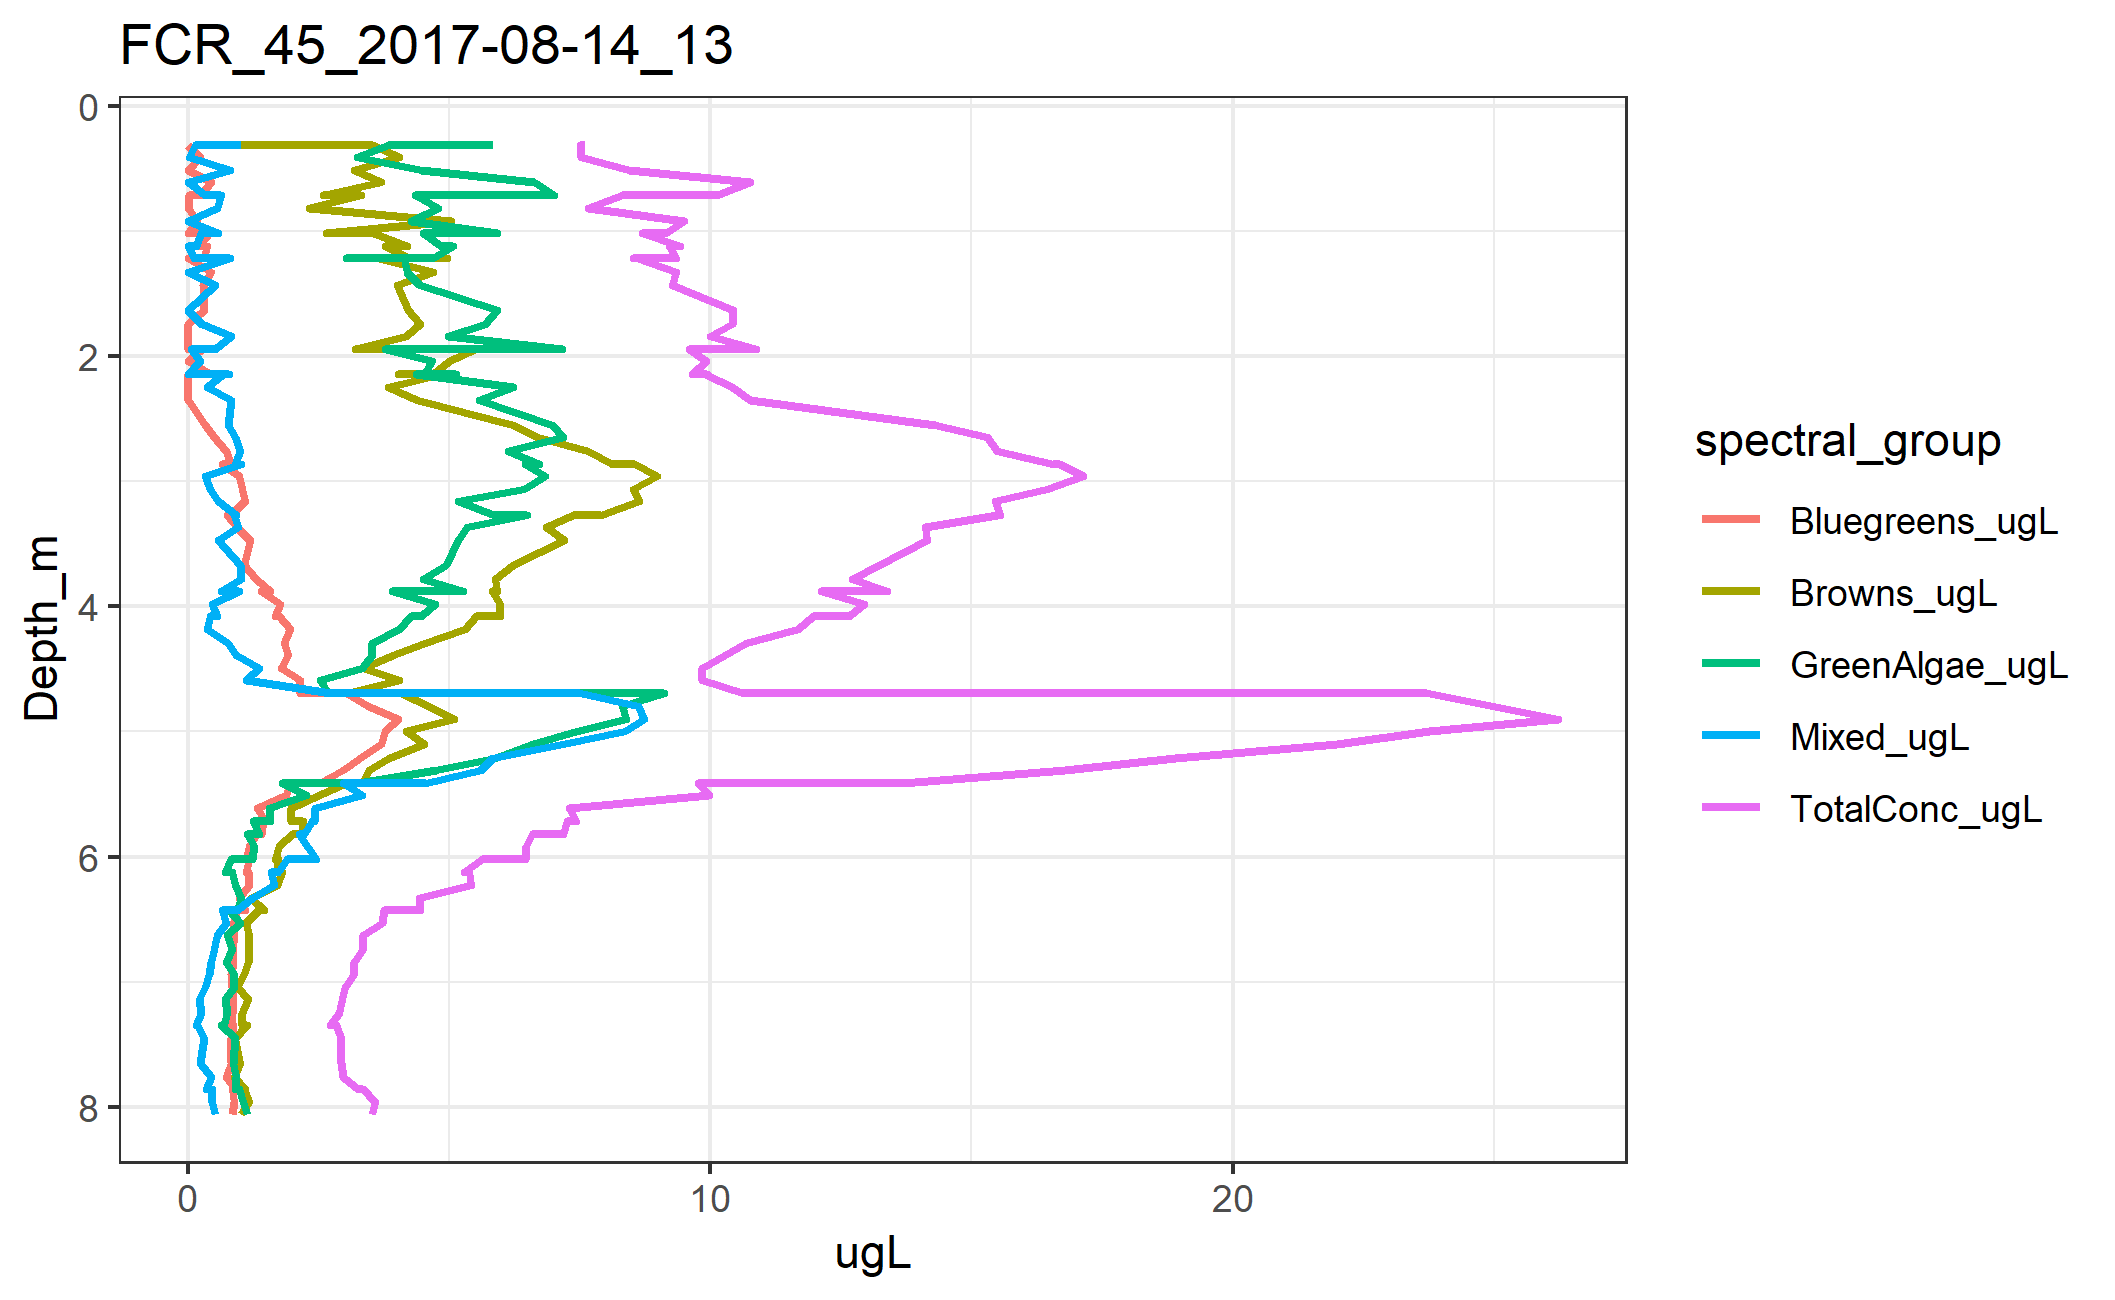 FCR_45_2017-08-14_13
0
2
4
6
8
Depth_m
0 10 20
ugL
spectral_group
Bluegreens_ugL
Browns_ugL
GreenAlgae_ugL
Mixed_ugL
TotalConc_ugL